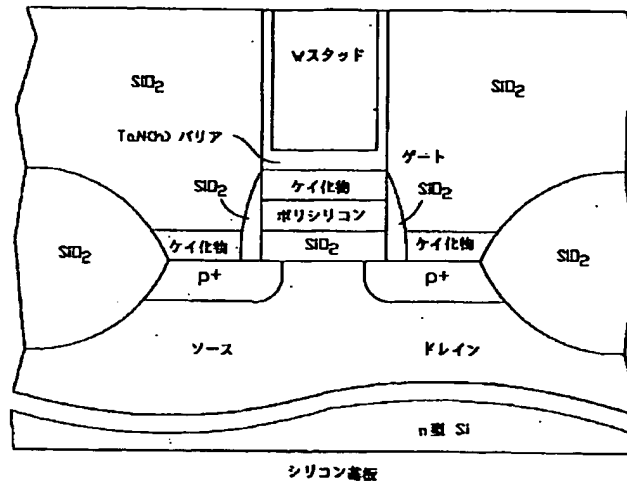 Wスタッド
SiO2
SiO2
TaN(h) バリア
ゲート
SiO2
SiO2
ケイ化物
ポリシリコン
SiO2
ケイ化物
ケイ化物
SiO2
SiO2
p+
p+
ソース
ドレイン
n型 Si
シリコン基板